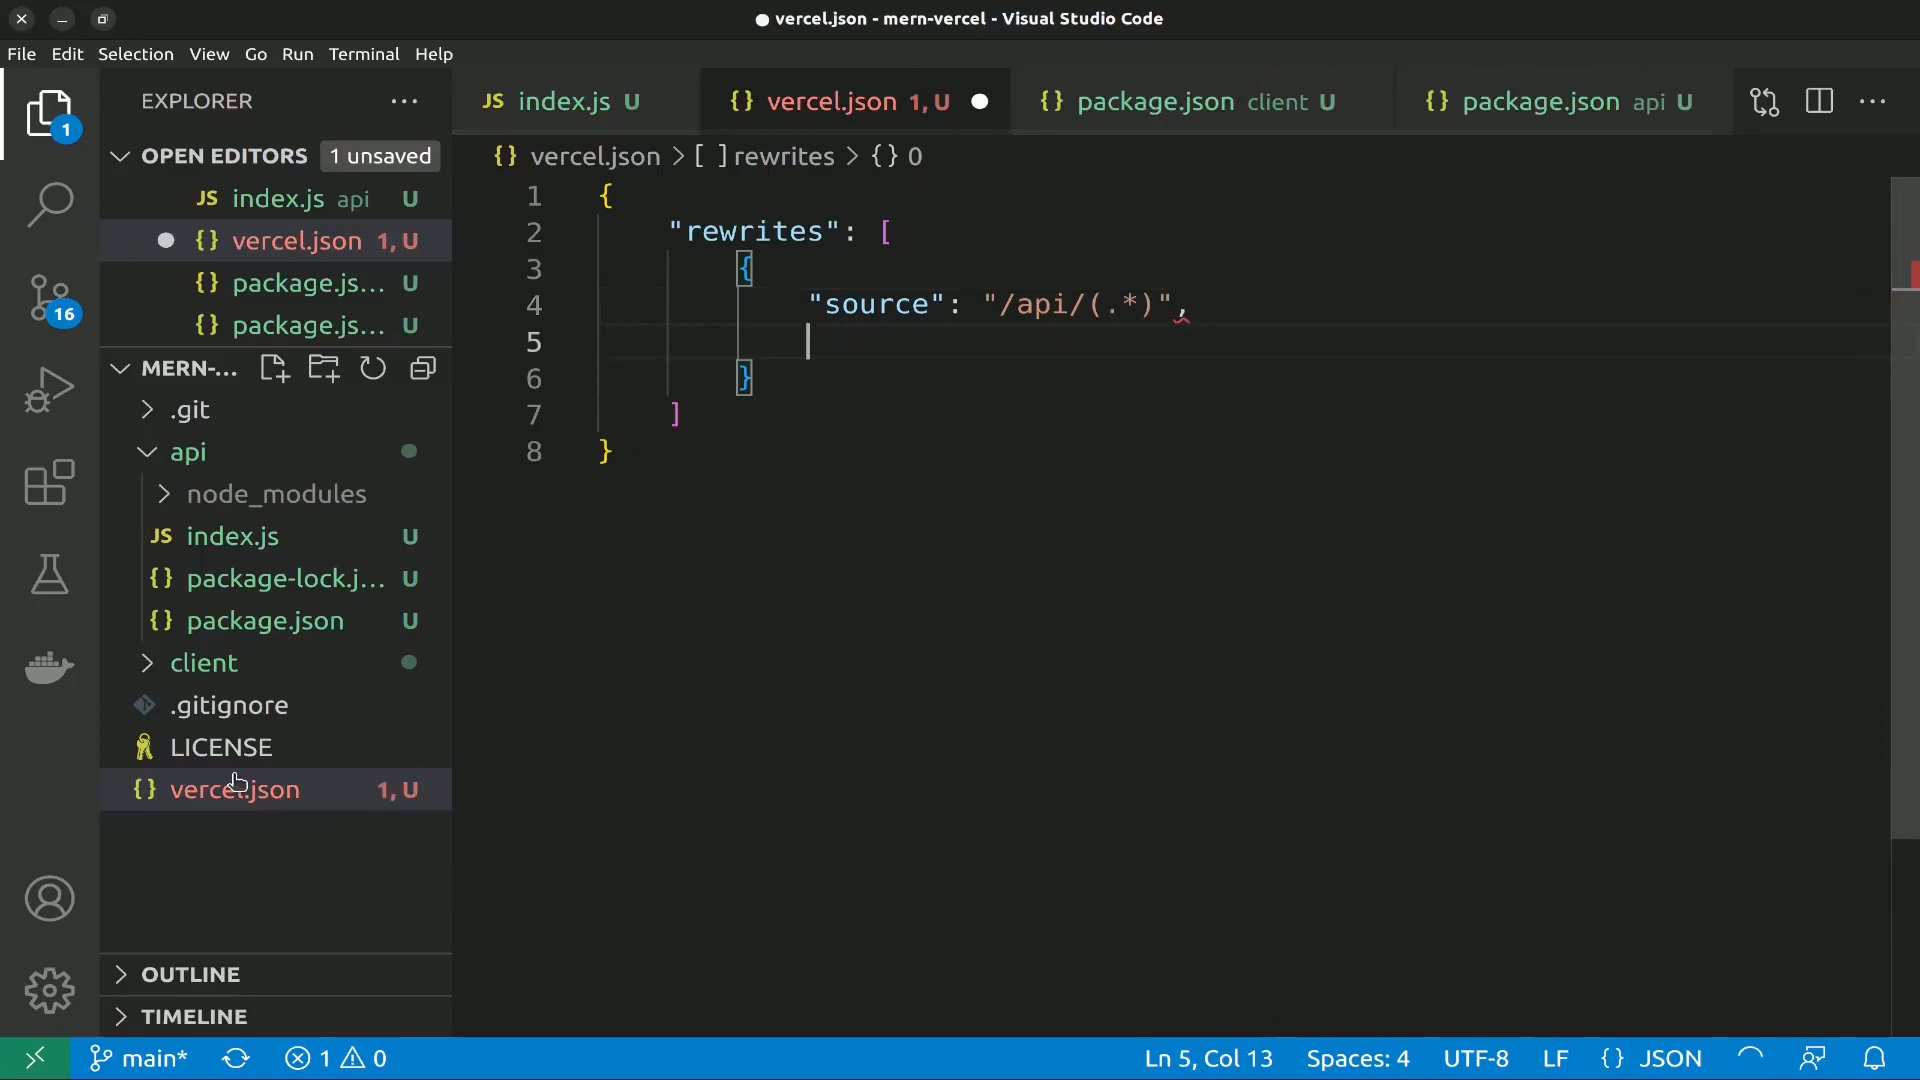 vercel.json - mern-vercel - Visual Studio Code
File Edit Selection View Go Run Terminal Help
EXPLORER
1
OPEN EDITORS 1 unsaved
JS index.js api U
{} vercel.json 1, U
{} package.js... U
{} package.js... U
16
MERN-...
.git
api
node_modules
JS index.js U
{} package-lock.j... U
{} package.json U
client
.gitignore
LICENSE
{} vercel.json 1, U
OUTLINE
TIMELINE
JS index.js U {} vercel.json 1, U {} package.json client U {} package.json api U
{} vercel.json > [ ] rewrites > {} 0
1 {
2 "rewrites": [
3 {
4 "source": "/api/(.*)",
5
6 }
7 ]
8 }
main* 1 0 Ln 5, Col 13 Spaces: 4 UTF-8 LF {} JSON